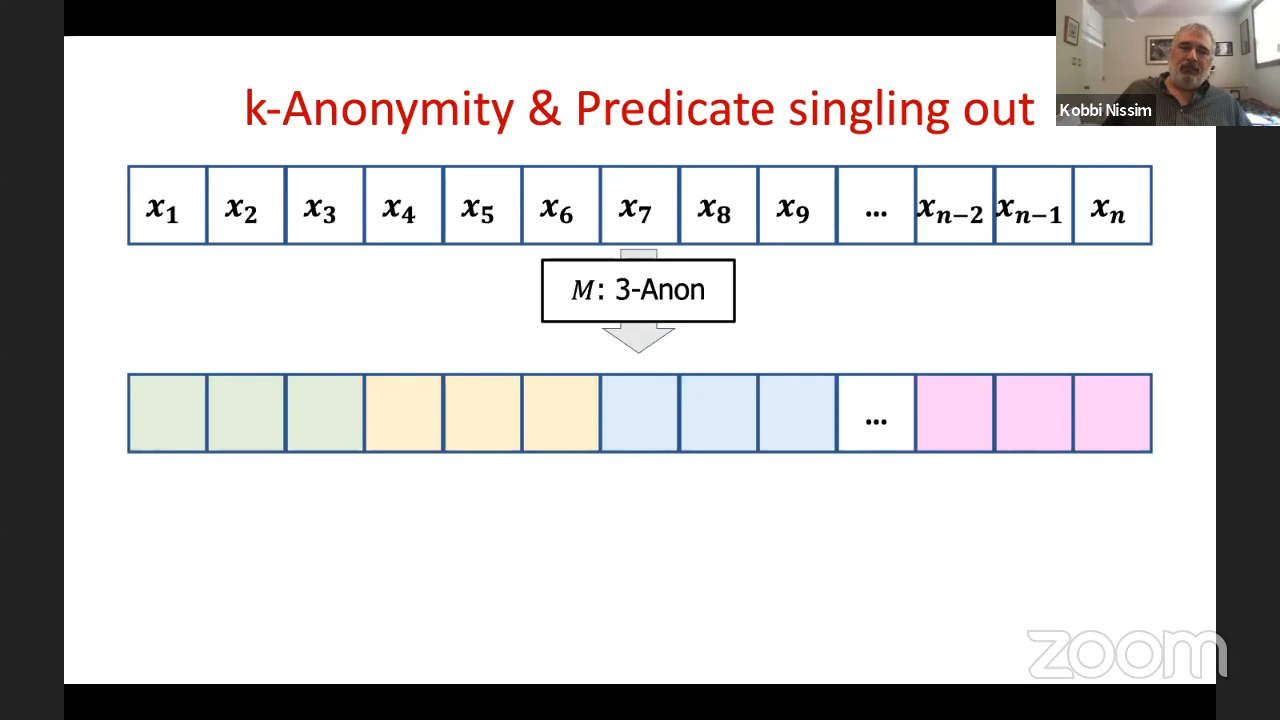 k-Anonymity & Predicate singling out
Kobbi Nissim
x₁ x₂ x₃ x₄ x₅ x₆ x₇ x₈ x₉ ... xₙ₋₂ xₙ₋₁ xₙ
M: 3-Anon
...
zoom